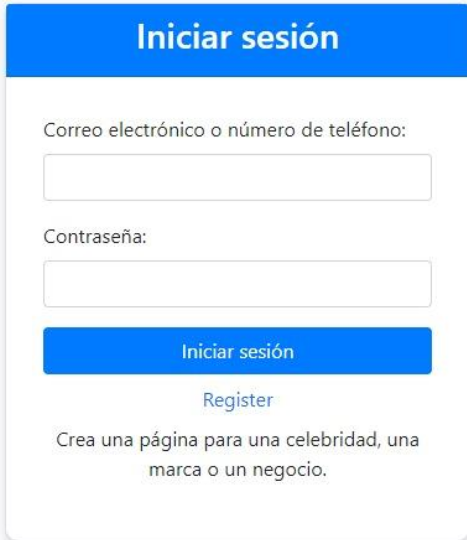 Iniciar sesión
Correo electrónico o número de teléfono:
Contraseña:
Iniciar sesión
Register
Crea una página para una celebridad, una
marca o un negocio.